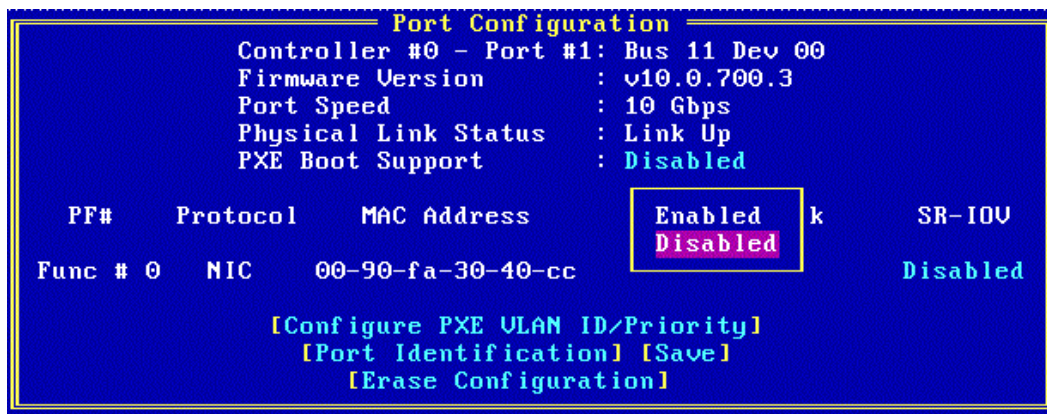 Port Configuration
Controller #0 - Port #1: Bus 11 Dev 00
Firmware Version : v10.0.700.3
Port Speed : 10 Gbps
Physical Link Status : Link Up
PXE Boot Support : Disabled
PF# Protocol MAC Address Enabled k SR-IOV
Disabled
Func # 0 NIC 00-90-fa-30-40-cc Disabled
[Configure PXE VLAN ID/Priority]
[Port Identification] [Save]
[Erase Configuration]